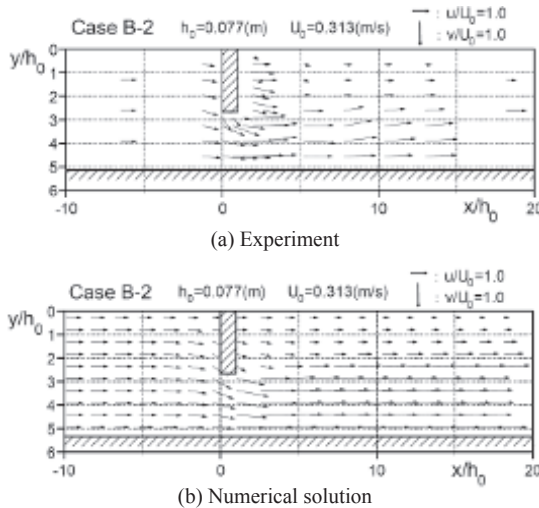 Case B-2 h₀=0.077(m) U₀=0.313(m/s) → : u/U₀=1.0
↓ : v/U₀=1.0
y/h₀
0
1
2
3
4
5
6
-10 0 10 20
x/h₀
(a) Experiment
Case B-2 h₀=0.077(m) U₀=0.313(m/s) → : u/U₀=1.0
↓ : v/U₀=1.0
y/h₀
0
1
2
3
4
5
6
-10 0 10 20
x/h₀
(b) Numerical solution